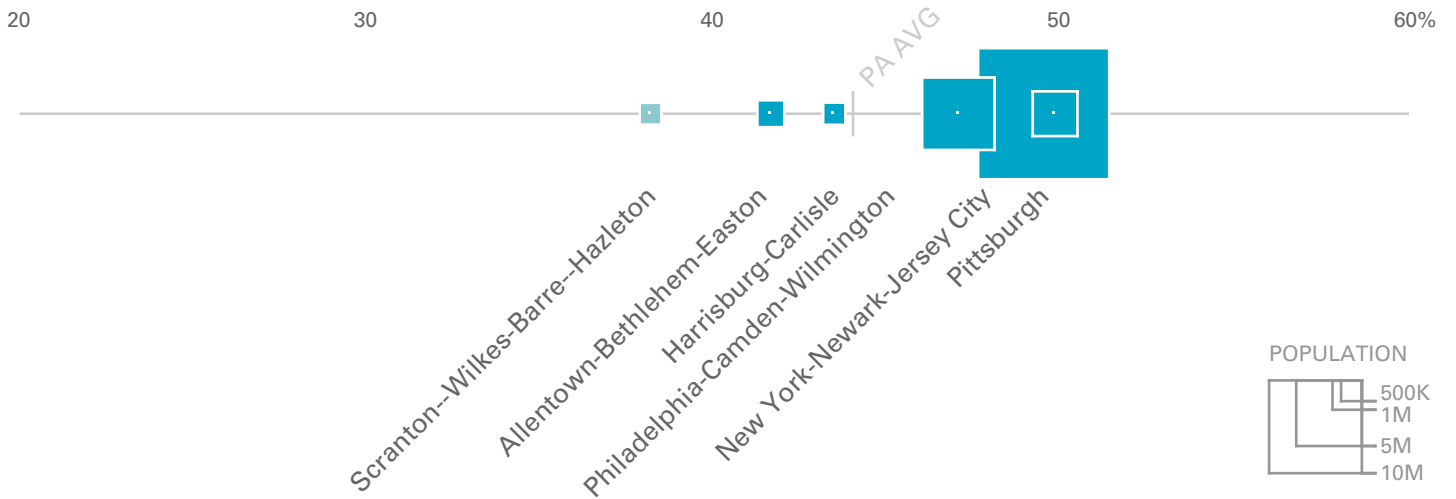 20 30 40 50 60%
PA AVG
Scranton--Wilkes-Barre--Hazleton
Allentown-Bethlehem-Easton
Harrisburg-Carlisle
Philadelphia-Camden-Wilmington
New York-Newark-Jersey City
Pittsburgh
POPULATION
500K
1M
5M
10M